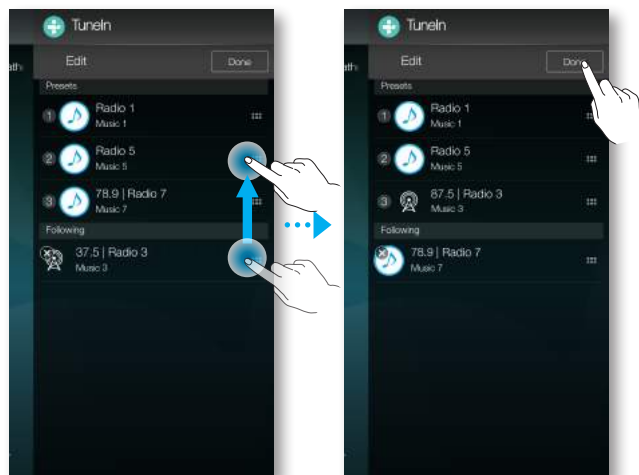 TuneIn
Edit
Done
Presets
1
Radio 1
Music 1
2
Radio 5
Music 5
3
78.9 | Radio 7
Music 7
Following
37.5 | Radio 3
Music 3
TuneIn
Edit
Presets
1
Radio 1
Music 1
2
Radio 5
Music 5
3
87.5 | Radio 3
Music 3
Following
78.9 | Radio 7
Music 7